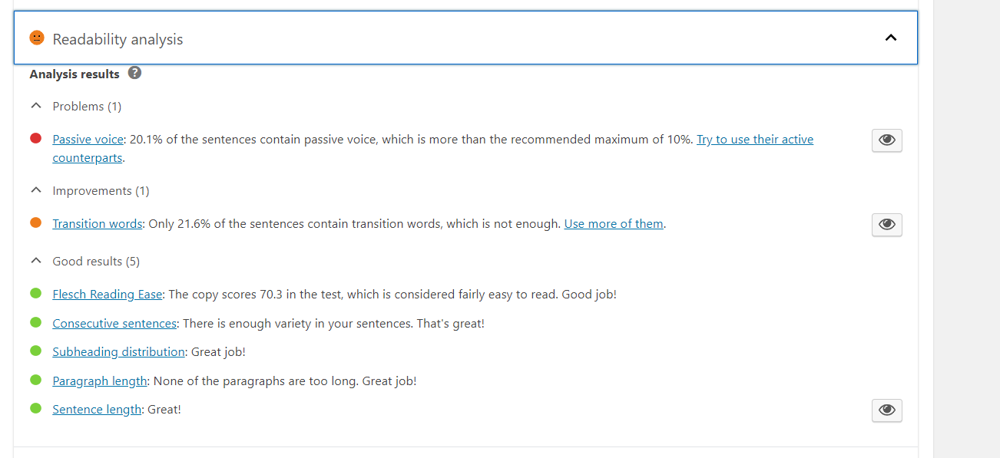 Readability analysis
Analysis results ?
Problems (1)
Passive voice: 20.1% of the sentences contain passive voice, which is more than the recommended maximum of 10%. Try to use their active
counterparts.
Improvements (1)
Transition words: Only 21.6% of the sentences contain transition words, which is not enough. Use more of them.
Good results (5)
Flesch Reading Ease: The copy scores 70.3 in the test, which is considered fairly easy to read. Good job!
Consecutive sentences: There is enough variety in your sentences. That's great!
Subheading distribution: Great job!
Paragraph length: None of the paragraphs are too long. Great job!
Sentence length: Great!